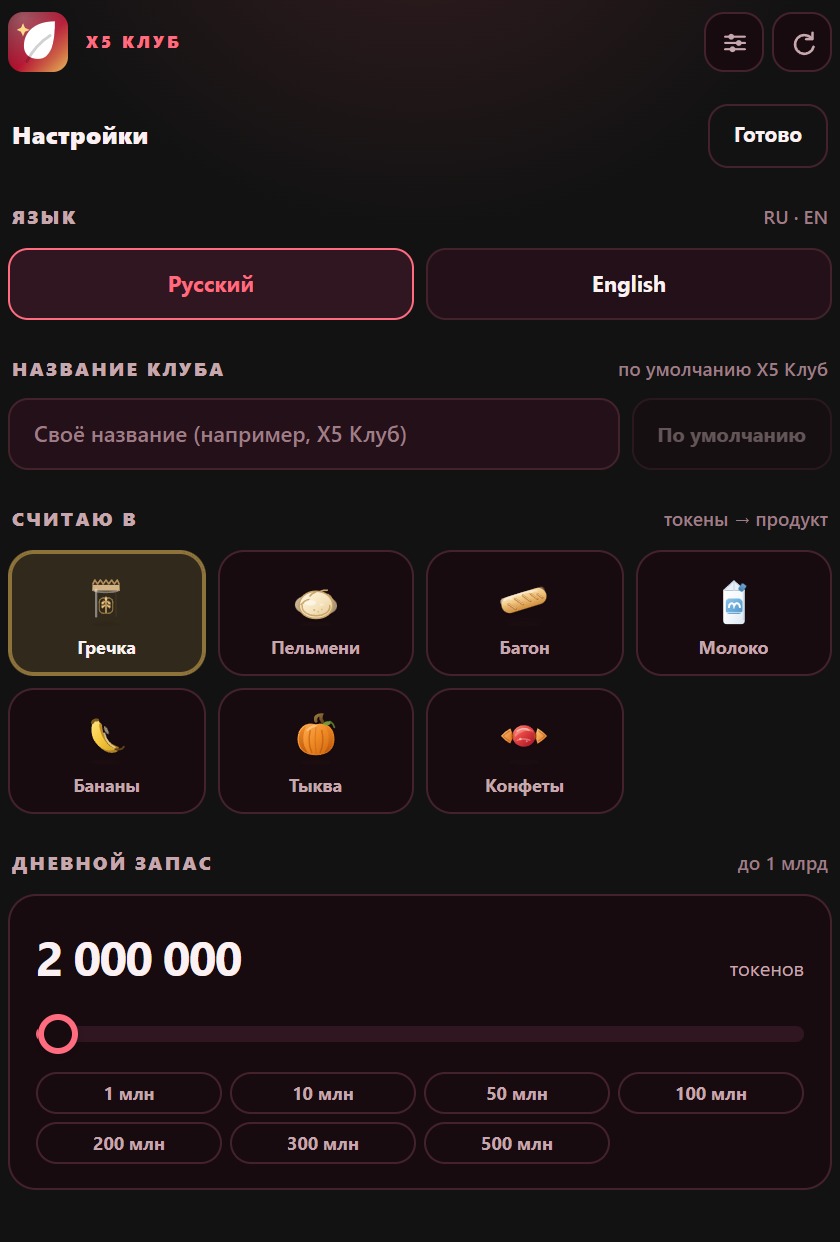 X5 КЛУБ
Настройки
Готово
ЯЗЫК
RU · EN
Русский
English
НАЗВАНИЕ КЛУБА
по умолчанию X5 Клуб
Своё название (например, X5 Клуб)
По умолчанию
СЧИТАЮ В
токены → продукт
Гречка
Пельмени
Батон
Молоко
Бананы
Тыква
Конфеты
ДНЕВНОЙ ЗАПАС
до 1 млрд
2 000 000
токенов
1 млн
10 млн
50 млн
100 млн
200 млн
300 млн
500 млн